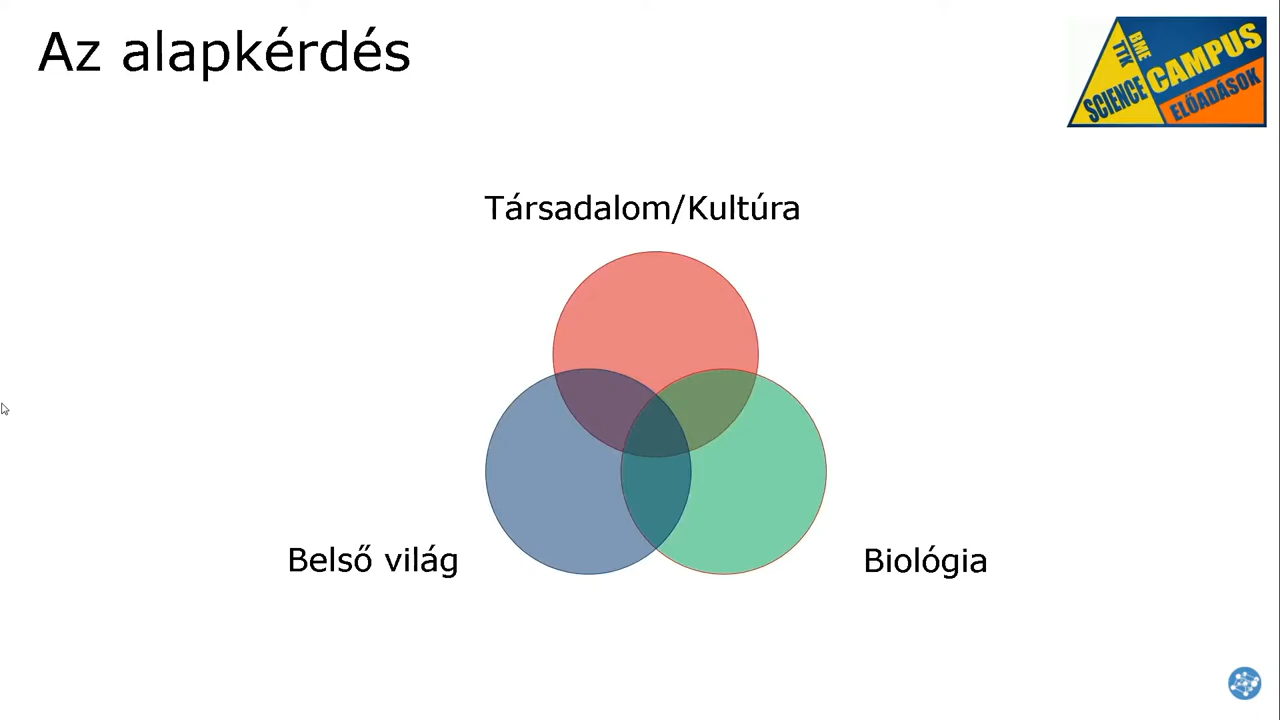 Az alapkérdés
BME
TTK
SCIENCE
CAMPUS
ELŐADÁSOK
Társadalom/Kultúra
Belső világ
Biológia